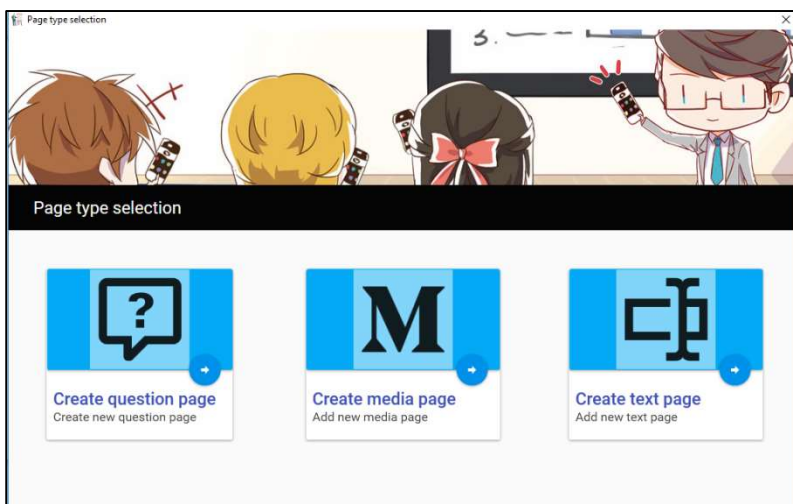 Page type selection
3.
Page type selection
?
M
Create question page
Create new question page
Create media page
Add new media page
Create text page
Add new text page